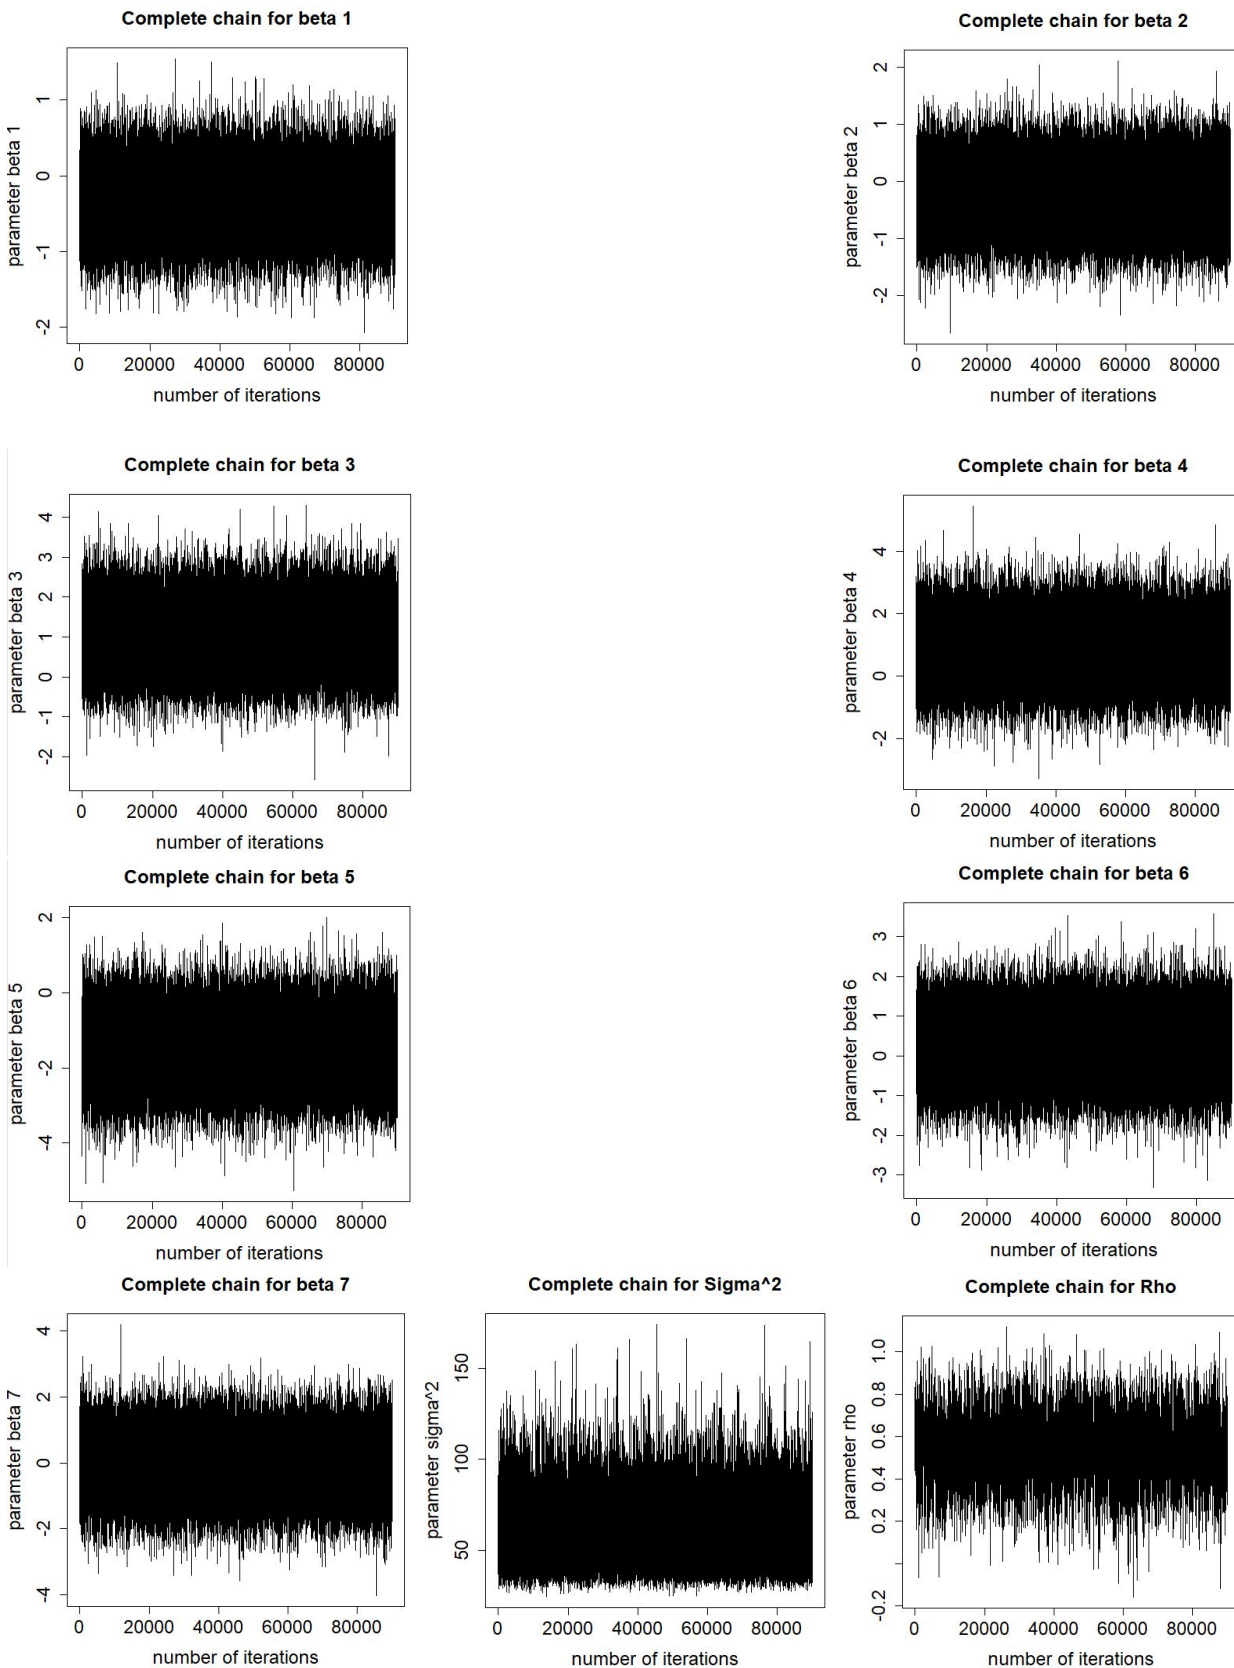 Complete chain for beta 1
parameter beta 1
1
0
-1
-2
0 20000 40000 60000 80000
number of iterations
Complete chain for beta 2
parameter beta 2
2
1
0
-1
-2
0 20000 40000 60000 80000
number of iterations
Complete chain for beta 3
parameter beta 3
4
3
2
1
0
-1
-2
0 20000 40000 60000 80000
number of iterations
Complete chain for beta 4
parameter beta 4
4
2
0
-2
0 20000 40000 60000 80000
number of iterations
Complete chain for beta 5
parameter beta 5
2
0
-2
-4
0 20000 40000 60000 80000
number of iterations
Complete chain for beta 6
parameter beta 6
3
2
1
0
-1
-2
-3
0 20000 40000 60000 80000
number of iterations
Complete chain for beta 7
parameter beta 7
4
2
0
-2
-4
0 20000 40000 60000 80000
number of iterations
Complete chain for Sigma^2
parameter sigma^2
150
100
50
0 20000 40000 60000 80000
number of iterations
Complete chain for Rho
parameter rho
1.0
0.8
0.6
0.4
0.2
-0.2
0 20000 40000 60000 80000
number of iterations